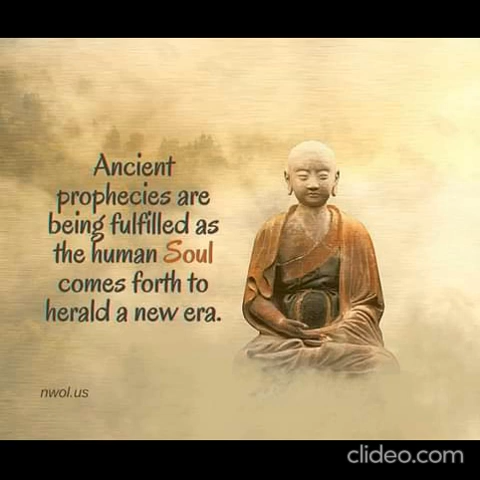 Ancient
prophecies are
being fulfilled as
the human Soul
comes forth to
herald a new era.
nwol.us
clideo.com